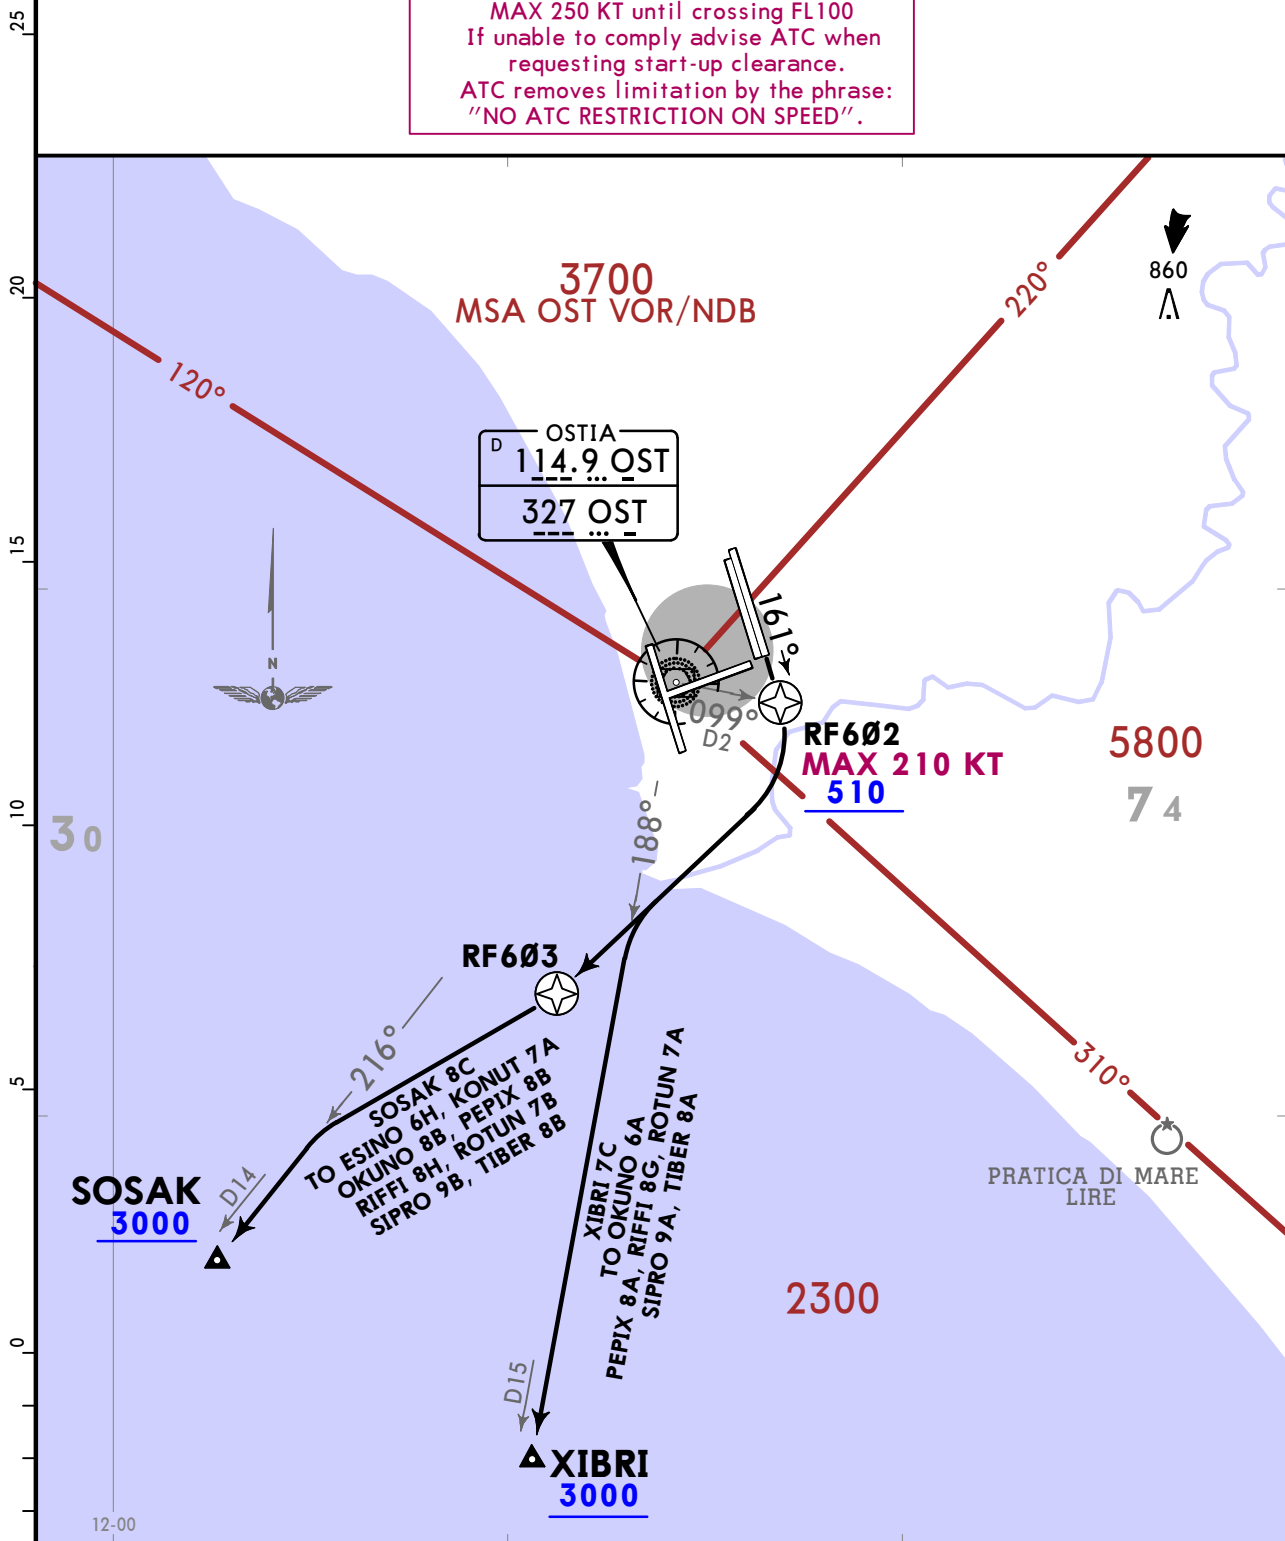 MAX 250 KT until crossing FL100
If unable to comply advise ATC when
requesting start-up clearance.
ATC removes limitation by the phrase:
"NO ATC RESTRICTION ON SPEED".
25
20
15
10
5
0
3700
MSA OST VOR/NDB
220°
860
120°
OSTIA
D 114.9 OST
327 OST
161°
N
099°
D2
RF6Ø2
MAX 210 KT
510
5800
74
30
188°
RF6Ø3
216°
SOSAK 8C
TO ESINO 6H, KONUT 7A
OKUNO 8B, PEPIX 8B
RIFFI 8H, ROTUN 7B
SIPRO 9B, TIBER 8B
XIBRI 7C
TO OKUNO 6A
PEPIX 8A, RIFFI 8G, ROTUN 7A
SIPRO 9A, TIBER 8A
310°
PRATICA DI MARE
LIRE
SOSAK
3000
D14
2300
D15
XIBRI
3000
12-00